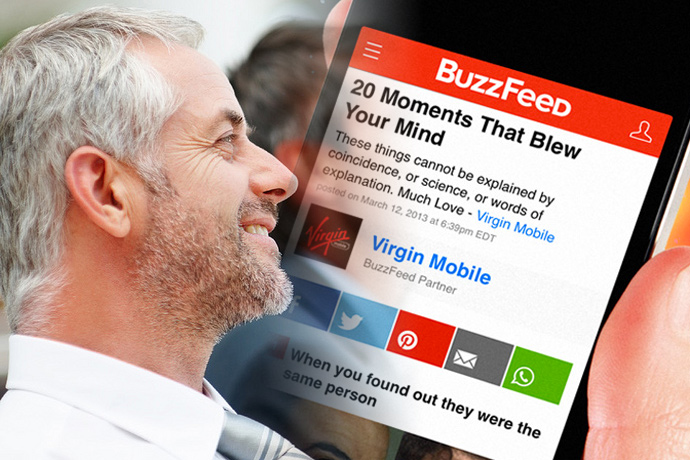 BuzzFeeD
20 Moments That Blew
Your Mind
These things cannot be explained by
coincidence, or science, or words of
explanation. Much Love - Virgin Mobile
posted on March 12, 2013 at 6:39pm EDT
Virgin
Virgin Mobile
BuzzFeed Partner
When you found out they were the
same person